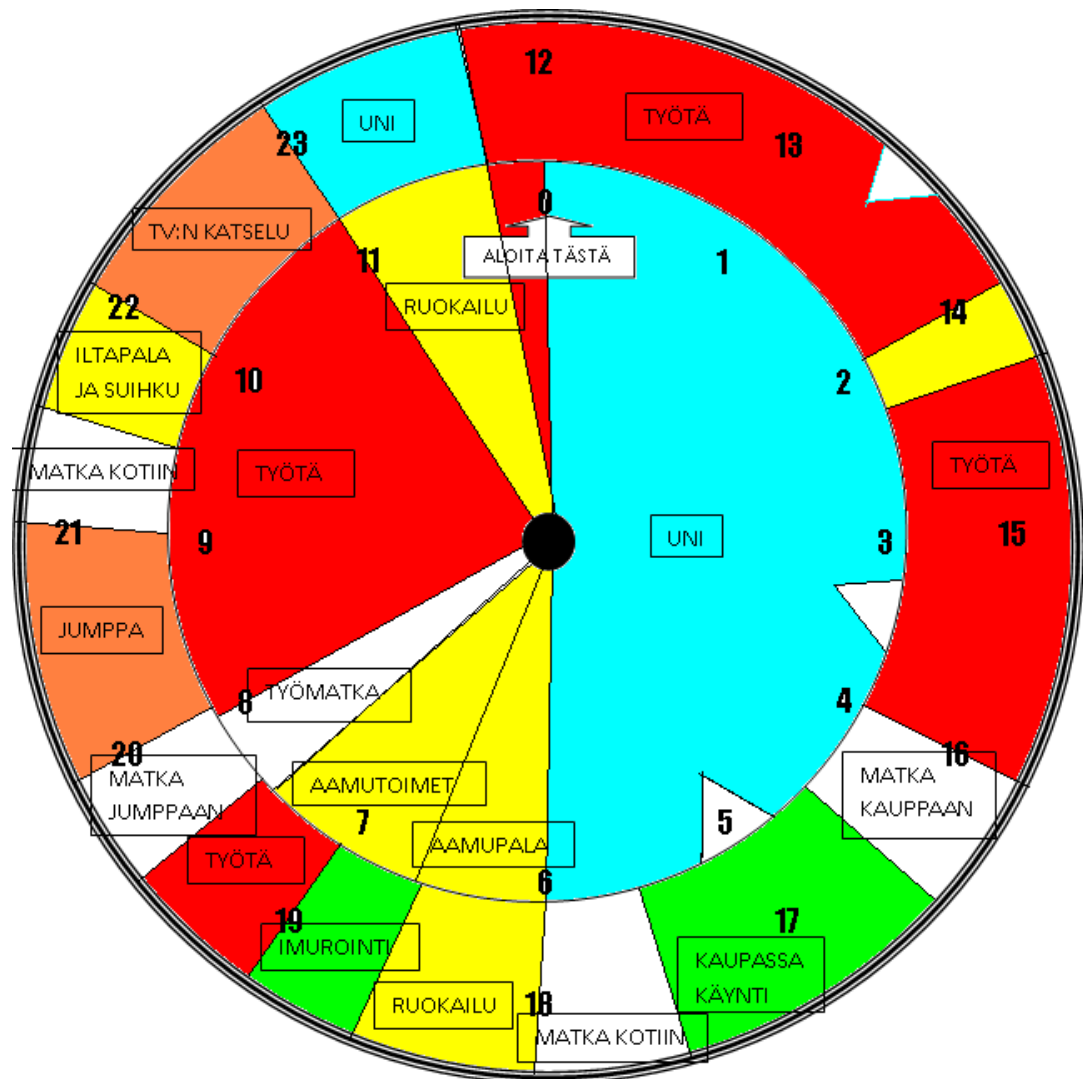 12
UNI
TYÖTÄ
13
23
0
TV:N KATSELU
ALOITA TÄSTÄ
11
1
RUOKAILU
22
14
ILTAPALA
JA SUIHKU
10
2
MATKA KOTIIN
TYÖTÄ
TYÖTÄ
21
9
UNI
3
15
JUMPPA
8
TYÖMATKA
4
20
16
MATKA
JUMPPAAN
AAMUTOIMET
MATKA
KAUPPAAN
7
5
TYÖTÄ
AAMUPALA
6
19
IMUROINTI
17
KAUPASSA
KÄYNTI
RUOKAILU
18
MATKA KOTIIN